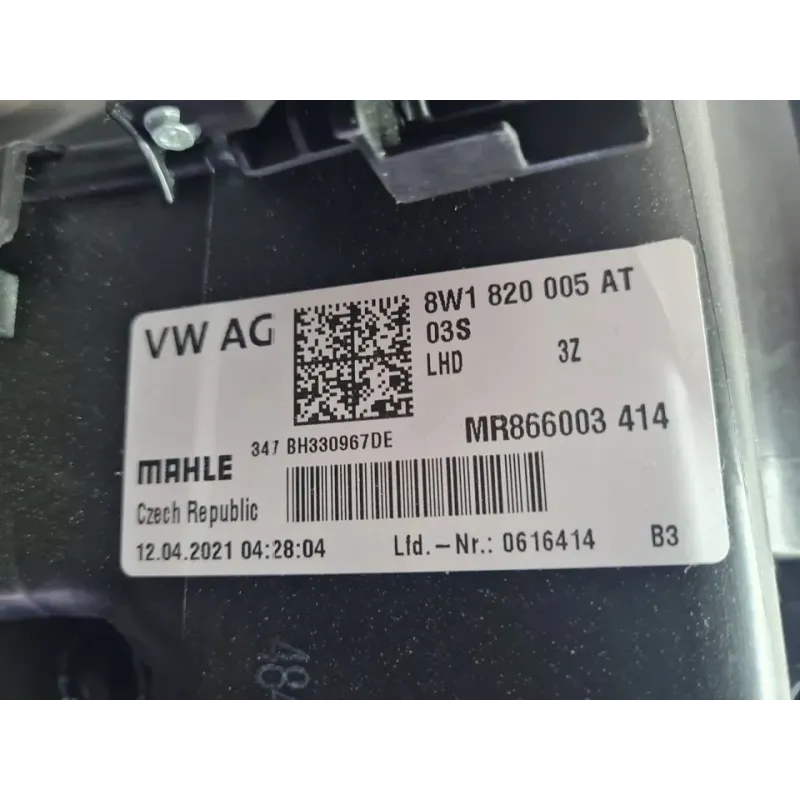 VW AG
8W1 820 005 AT
03S
LHD 3Z
347 BH330967DE
MR866003 414
MAHLE
Czech Republic
12.04.2021 04:28:04 Lfd.-Nr.: 0616414 B3